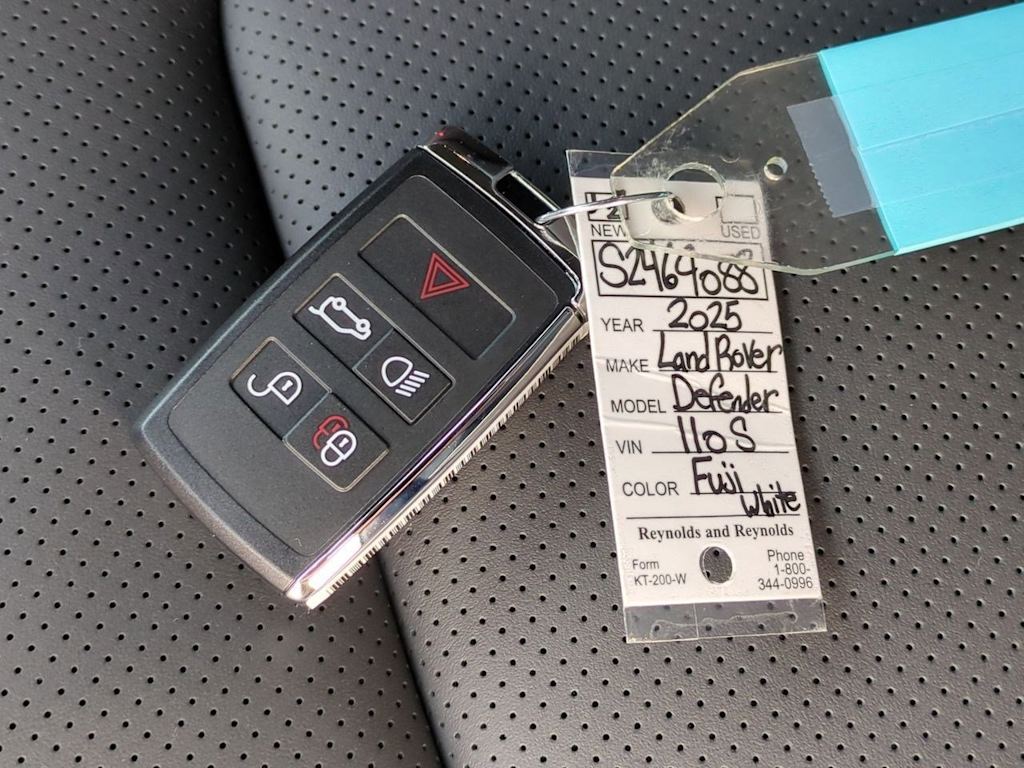 NEW USED
S2469088
YEAR 2025
MAKE Land Rover
MODEL Defender
VIN 110 S
COLOR Fuji
White
Reynolds and Reynolds
Form
KT-200-W
Phone
1-800-
344-0996